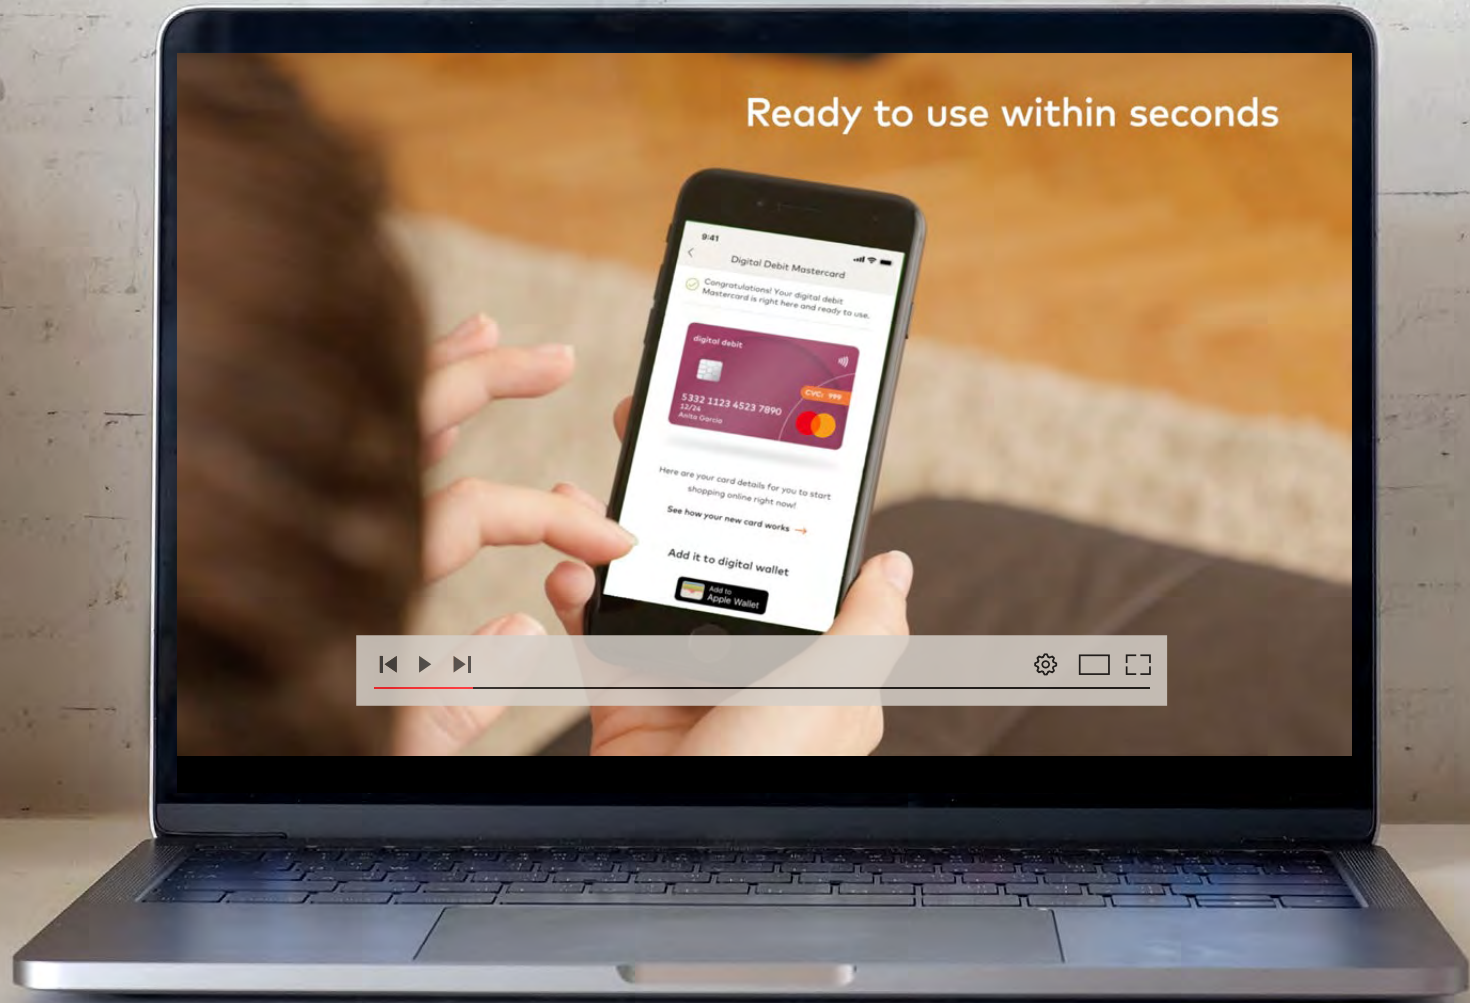 Ready to use within seconds
9:41
Digital Debit Mastercard
Congratulations! Your digital debit
Mastercard is right here and ready to use.
digital debit
CVC: 999
5332 1123 4523 7890
12/24
Anita Garcia
Here are your card details for you to start
shopping online right now!
See how your new card works →
Add it to digital wallet
Add to
Apple Wallet